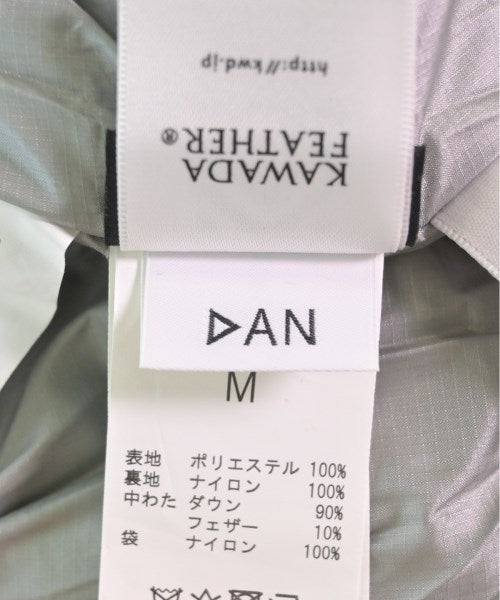 http://kwd.jp
KAWADA
FEATHER®
▷AN
M
表地 ポリエステル 100%
裏地 ナイロン 100%
中わた ダウン 90%
フェザー 10%
袋 ナイロン 100%